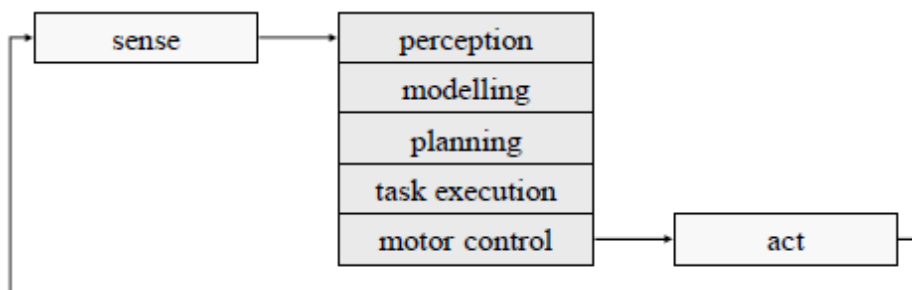 sense
perception
modelling
planning
task execution
motor control
act